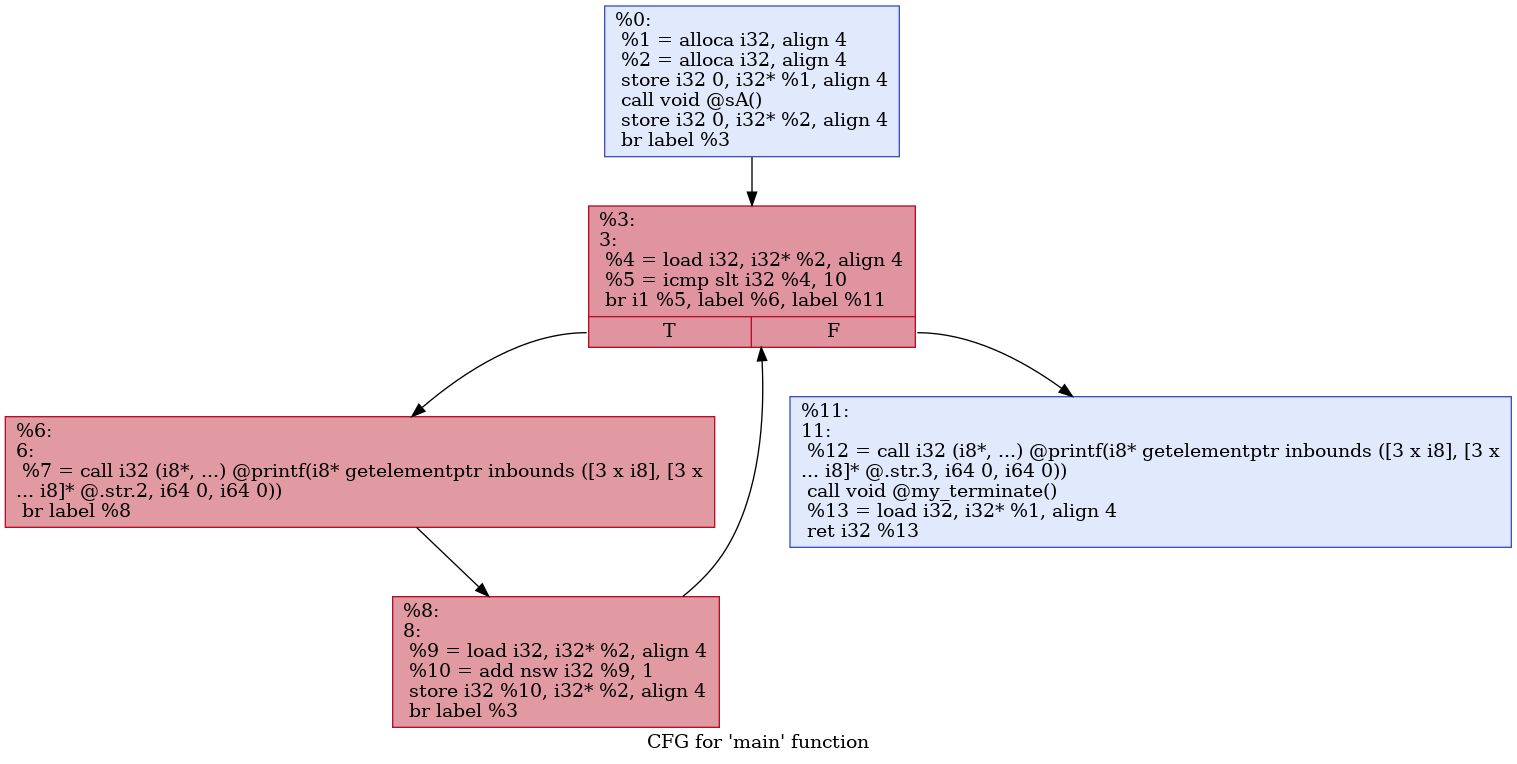 %0:
%1 = alloca i32, align 4
%2 = alloca i32, align 4
store i32 0, i32* %1, align 4
call void @sA()
store i32 0, i32* %2, align 4
br label %3
%3:
3:
%4 = load i32, i32* %2, align 4
%5 = icmp slt i32 %4, 10
br i1 %5, label %6, label %11
T
F
%6:
6:
%7 = call i32 (i8*, ...) @printf(i8* getelementptr inbounds ([3 x i8], [3 x
... i8]* @.str.2, i64 0, i64 0))
br label %8
%11:
11:
%12 = call i32 (i8*, ...) @printf(i8* getelementptr inbounds ([3 x i8], [3 x
... i8]* @.str.3, i64 0, i64 0))
call void @my_terminate()
%13 = load i32, i32* %1, align 4
ret i32 %13
%8:
8:
%9 = load i32, i32* %2, align 4
%10 = add nsw i32 %9, 1
store i32 %10, i32* %2, align 4
br label %3
CFG for 'main' function